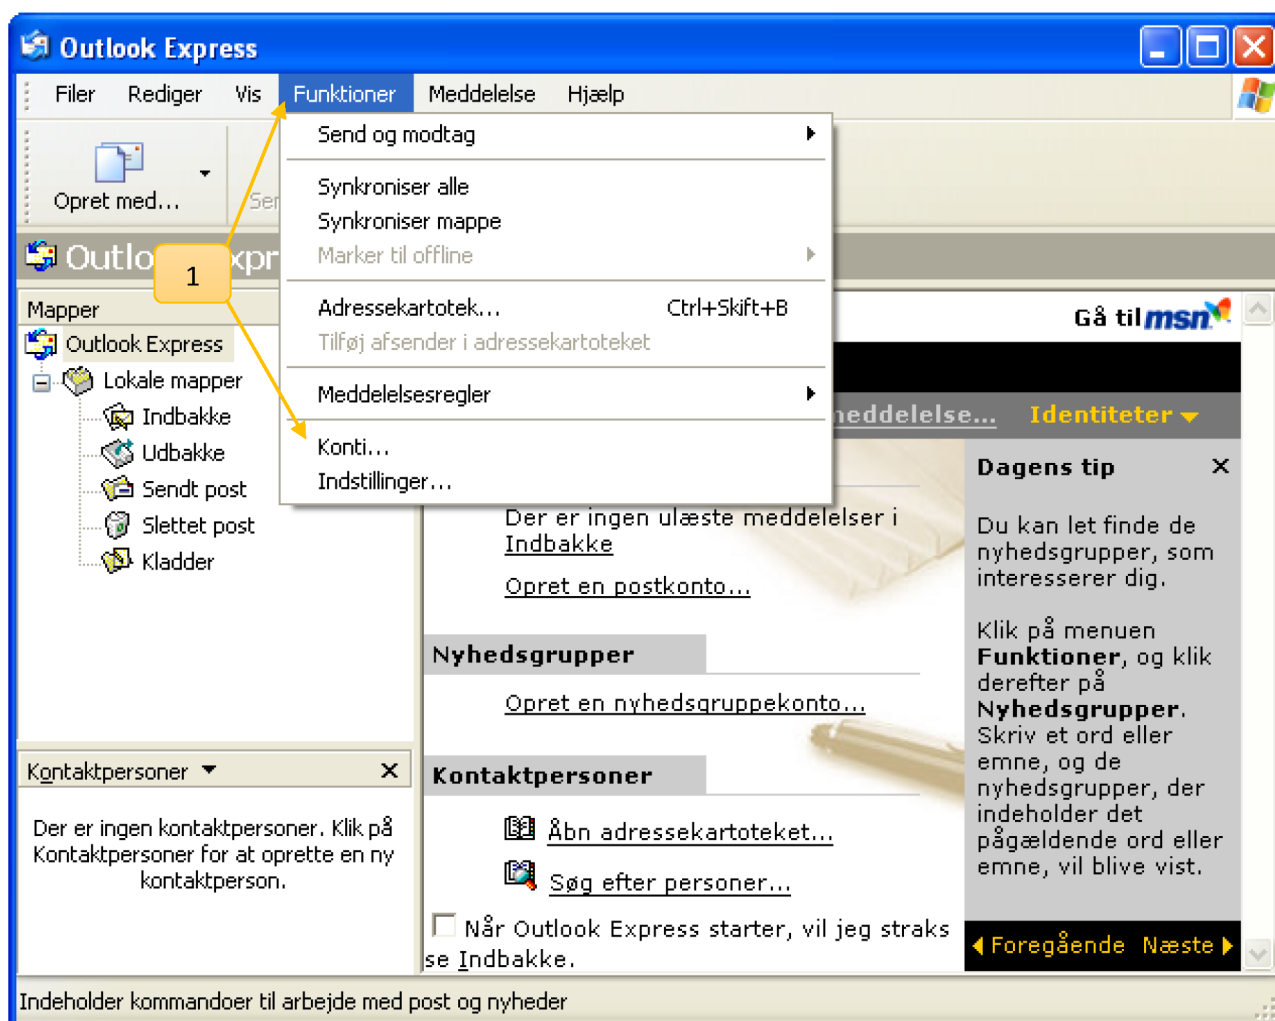 Outlook Express
Filer Rediger Vis Funktioner Meddelelse Hjælp
Send og modtag
Opret med...
Synkroniser alle
Synkroniser mappe
Marker til offline
1
Adressekartotek... Ctrl+Skift+B
Tilføj afsender i adressekartoteket
Meddelelsesregler
Konti...
Indstillinger...
Mapper
Outlook Express
Lokale mapper
Indbakke
Udbakke
Sendt post
Slettet post
Kladder
Gå til msn
Identiteter
Der er ingen ulæste meddelelser i
Indbakke
Opret en postkonto...
Nyhedsgrupper
Opret en nyhedsgruppekonto...
Kontaktpersoner
Åbn adressekartoteket...
Søg efter personer...
Når Outlook Express starter, vil jeg straks
se Indbakke.
Dagens tip
Du kan let finde de
nyhedsgrupper, som
interesserer dig.
Klik på menuen
Funktioner, og klik
derefter på
Nyhedsgrupper.
Skriv et ord eller
emne, og de
nyhedsgrupper, der
indeholder det
pågældende ord eller
emne, vil blive vist.
Foregående Næste
Kontaktpersoner
Der er ingen kontaktpersoner. Klik på
Kontaktpersoner for at oprette en ny
kontaktperson.
Indeholder kommandoer til arbejde med post og nyheder